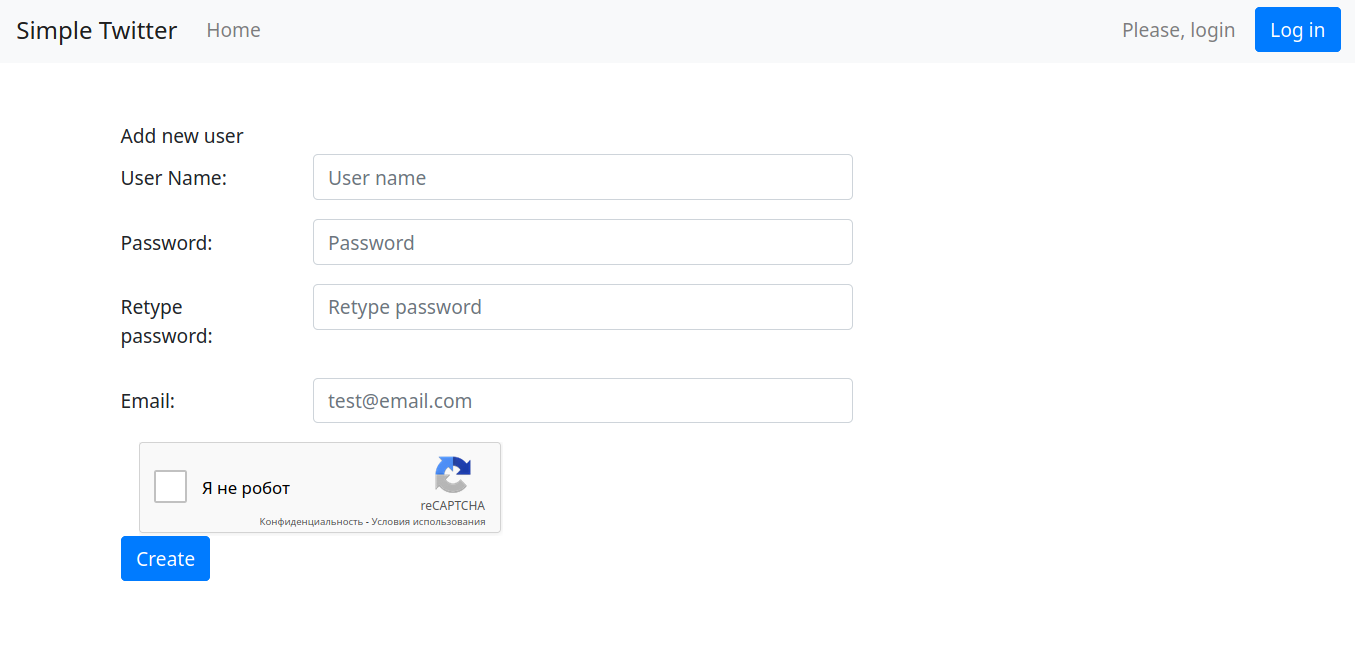 Simple Twitter Home Please, login Log in
Add new user
User Name: User name
Password: Password
Retype password: Retype password
Email: test@email.com
Я не робот
reCAPTCHA
Конфиденциальность - Условия использования
Create